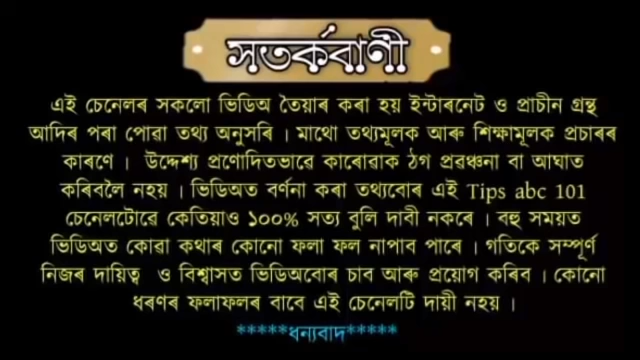 সতৰ্কবাণী
এই চেনেলৰ সকলো ভিডিঅ তৈয়াৰ কৰা হয় ইন্টাৰনেট ও প্ৰাচীন গ্ৰন্থ
আদিৰ পৰা পোৱা তথ্য অনুসৰি । মাথো তথ্যমূলক আৰু শিক্ষামূলক প্ৰচাৰৰ
কাৰণে । উদ্দেশ্য প্ৰণোদিতভাৱে কাৰোৱাক ঠগ প্ৰৱঞ্চনা বা আঘাত
কৰিবলৈ নহয় । ভিডিঅত বৰ্ণনা কৰা তথ্যবোৰ এই Tips abc 101
চেনেলটোৱে কেতিয়াও ১০০% সত্য বুলি দাবী নকৰে । বহু সময়ত
ভিডিঅত কোৱা কথাৰ কোনো ফলা ফল নাপাব পাৰে । গতিকে সম্পূৰ্ণ
নিজৰ দায়িত্ব ও বিশ্বাসত ভিডিঅবোৰ চাব আৰু প্ৰয়োগ কৰিব । কোনো
ধৰণৰ ফলাফলৰ বাবে এই চেনেলটি দায়ী নহয় ।
*****ধন্যবাদ*****